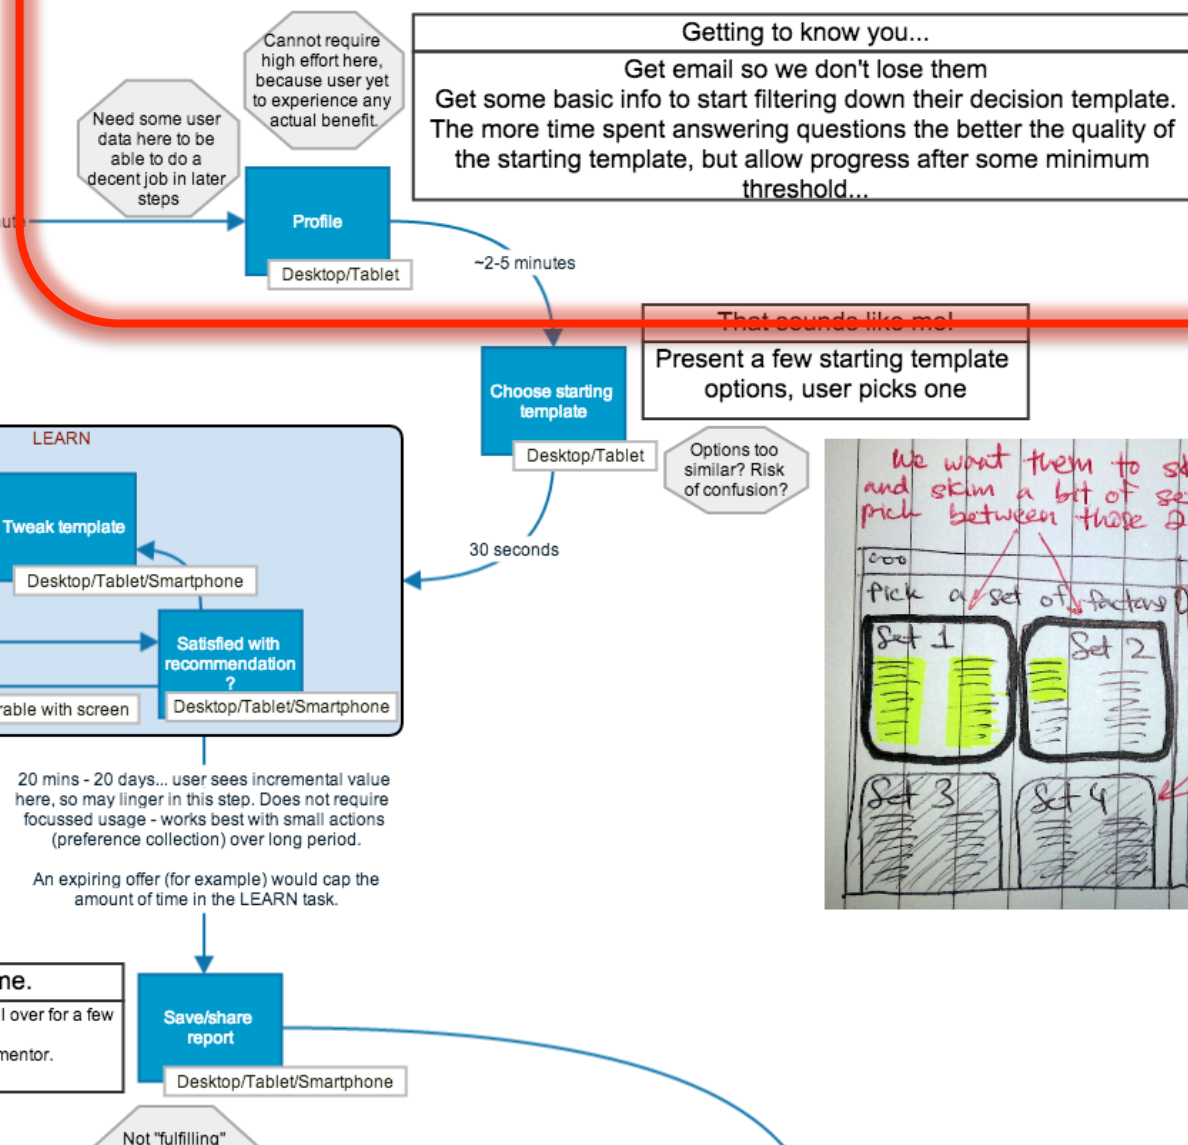 Cannot require
high effort here,
because user yet
to experience any
actual benefit.
Getting to know you...
Get email so we don't lose them
Get some basic info to start filtering down their decision template.
The more time spent answering questions the better the quality of
the starting template, but allow progress after some minimum
threshold...
Need some user
data here to be
able to do a
decent job in later
steps
Profile
Desktop/Tablet
~2-5 minutes
That sounds like me!
Present a few starting template
options, user picks one
Choose starting
template
Desktop/Tablet
Options too
similar? Risk
of confusion?
30 seconds
LEARN
Tweak template
Desktop/Tablet/Smartphone
Satisfied with
recommendation
?
Desktop/Tablet/Smartphone
rable with screen
We want them to
and skim a bit of
pick between those 2
Pick a set of factors
Set 1
Set 2
Set 3
Set 4
20 mins - 20 days... user sees incremental value
here, so may linger in this step. Does not require
focussed usage - works best with small actions
(preference collection) over long period.
An expiring offer (for example) would cap the
amount of time in the LEARN task.
me.
l over for a few
mentor.
Save/share
report
Desktop/Tablet/Smartphone
Not "fulfilling"